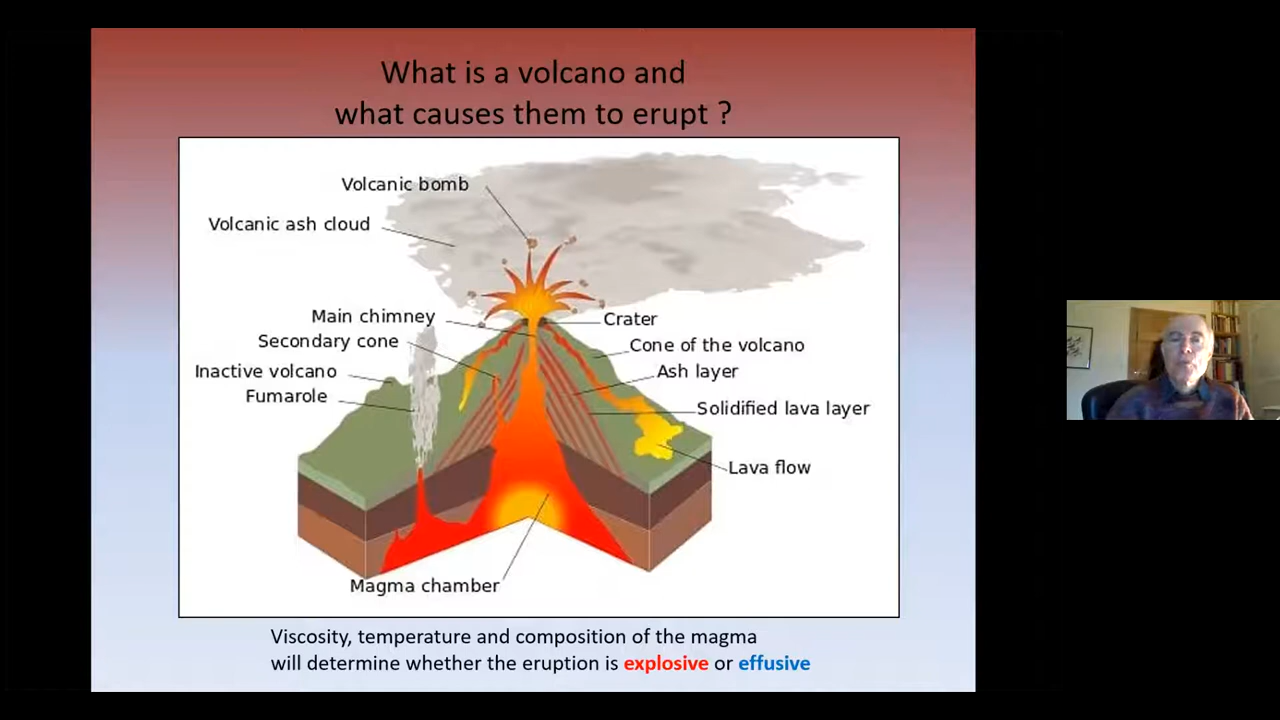 What is a volcano and
what causes them to erupt ?
Volcanic bomb
Volcanic ash cloud
Main chimney
Crater
Secondary cone
Cone of the volcano
Inactive volcano
Ash layer
Fumarole
Solidified lava layer
Lava flow
Magma chamber
Viscosity, temperature and composition of the magma
will determine whether the eruption is explosive or effusive